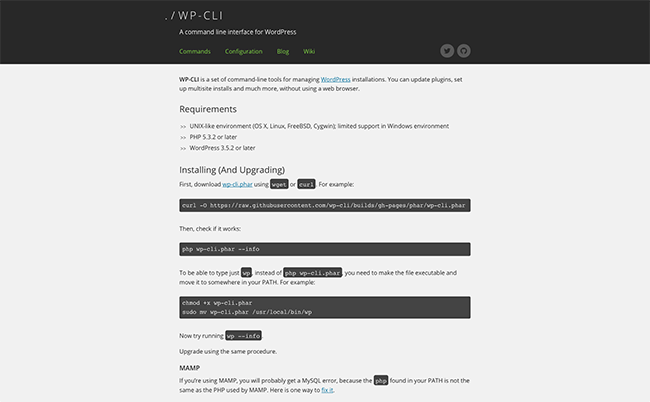 ./WP-CLI
A command line interface for WordPress
Commands Configuration Blog Wiki
WP-CLI is a set of command-line tools for managing WordPress installations. You can update plugins, set
up multisite installs and much more, without using a web browser.
Requirements
>> UNIX-like environment (OS X, Linux, FreeBSD, Cygwin); limited support in Windows environment
>> PHP 5.3.2 or later
>> WordPress 3.5.2 or later
Installing (And Upgrading)
First, download wp-cli.phar using wget or curl. For example:
curl -O https://raw.githubusercontent.com/wp-cli/builds/gh-pages/phar/wp-cli.phar
Then, check if it works:
php wp-cli.phar --info
To be able to type just wp, instead of php wp-cli.phar, you need to make the file executable and
move it to somewhere in your PATH. For example:
chmod +x wp-cli.phar
sudo mv wp-cli.phar /usr/local/bin/wp
Now try running wp --info
Upgrade using the same procedure.
MAMP
If you're using MAMP, you will probably get a MySQL error, because the php found in your PATH is not the
same as the PHP used by MAMP. Here is one way to fix it.